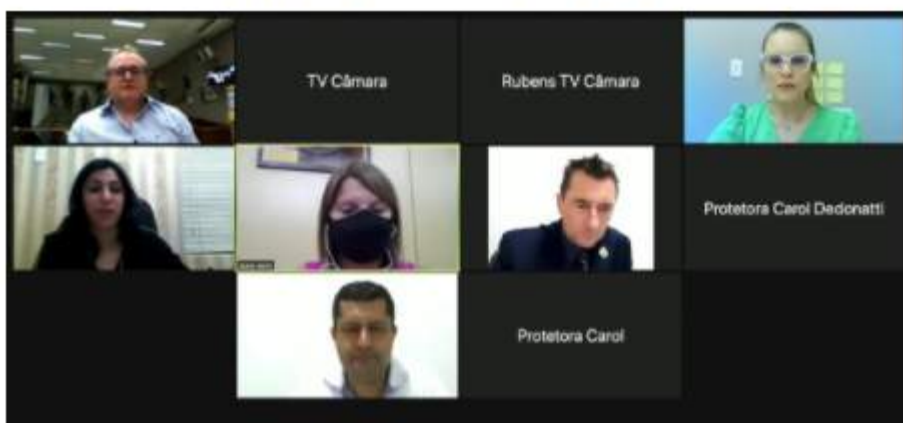 TV Câmara
Rubens TV Câmara
Protetora Carol Dedonatti
Protetora Carol